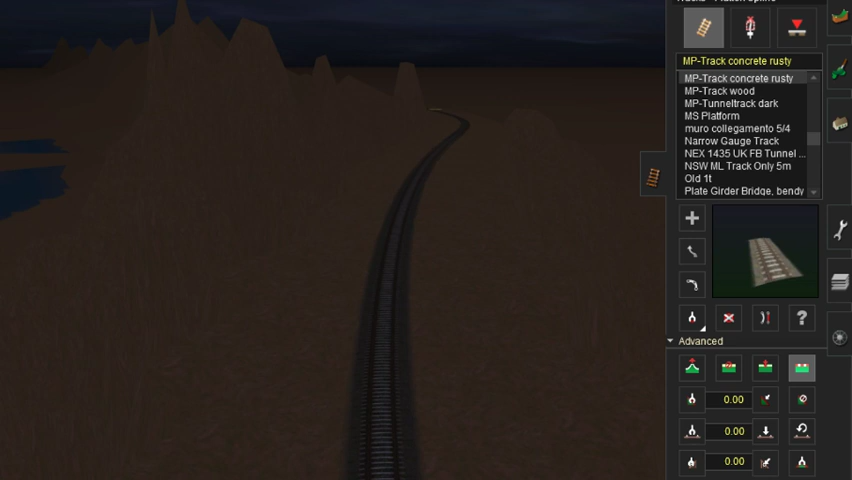 MP-Track concrete rusty
MP-Track concrete rusty
MP-Track wood
MP-Tunneltrack dark
MS Platform
muro collegamento 5/4
Narrow Gauge Track
NEX 1435 UK FB Tunnel ...
NSW ML Track Only 5m
Old 1t
Plate Girder Bridge, bendy
?
Advanced
0.00
0.00
0.00